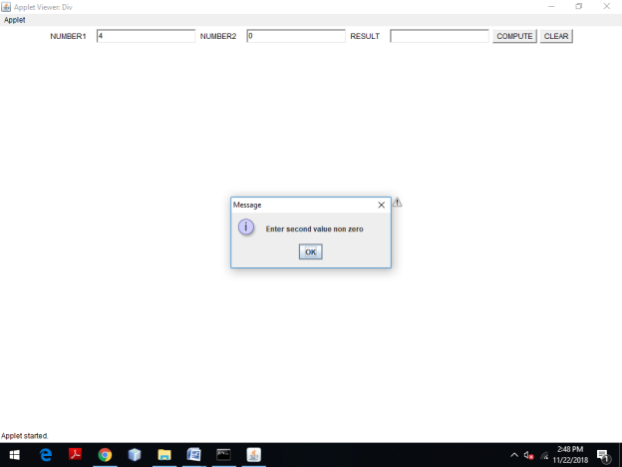 Applet Viewer: Div
Applet
NUMBER1 4 NUMBER2 0 RESULT COMPUTE CLEAR
Message
Enter second value non zero
OK
Applet started.
2:48 PM
11/22/2018